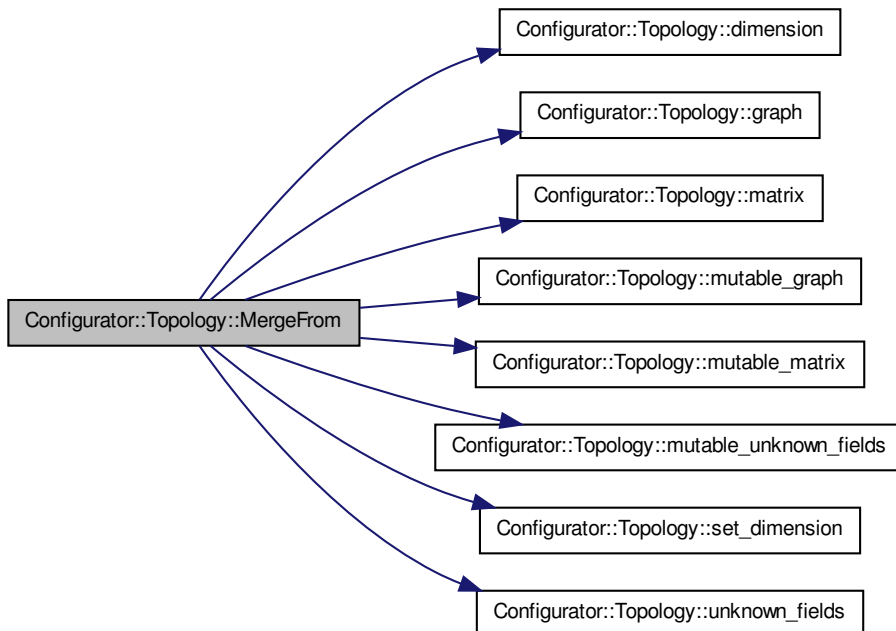 Configurator::Topology::dimension
Configurator::Topology::graph
Configurator::Topology::matrix
Configurator::Topology::mutable_graph
Configurator::Topology::MergeFrom
Configurator::Topology::mutable_matrix
Configurator::Topology::mutable_unknown_fields
Configurator::Topology::set_dimension
Configurator::Topology::unknown_fields